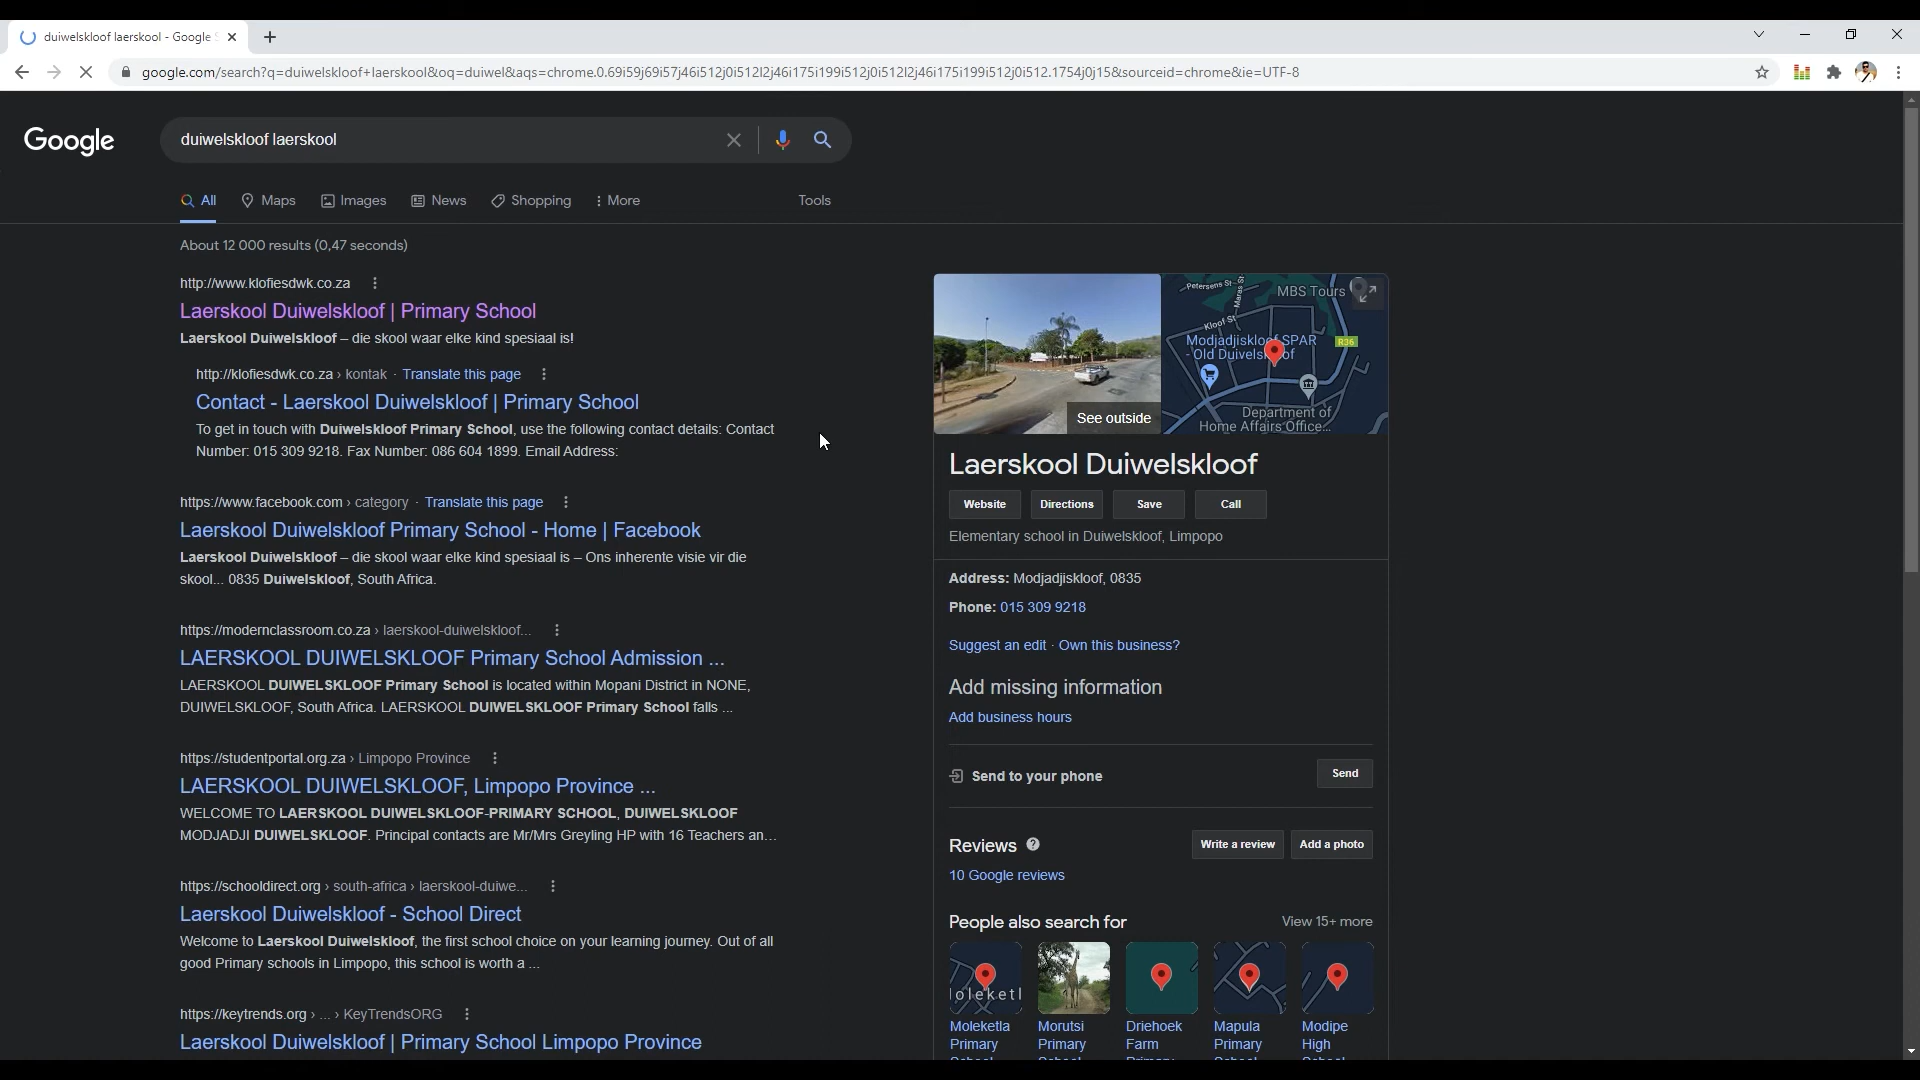 duiwelskloof laerskool - Google S
google.com/search?q=duiwelskloof+laerskool&oq=duiwel&aqs=chrome.0.69i59j69i57j46i512j0i512l2j46i175i199i512j0i512l2j46i175i199i512j0i512.1754j0j15&sourceid=chrome&ie=UTF-8
Google
duiwelskloof laerskool
All Maps Images News Shopping More Tools
About 12 000 results (0,47 seconds)
http://www.klofiesdwk.co.za
Laerskool Duiwelskloof | Primary School
Laerskool Duiwelskloof – die skool waar elke kind spesiaal is!
http://klofiesdwk.co.za › kontak · Translate this page
Contact - Laerskool Duiwelskloof | Primary School
To get in touch with Duiwelskloof Primary School, use the following contact details: Contact
Number: 015 309 9218. Fax Number: 086 604 1899. Email Address:
https://www.facebook.com › category · Translate this page
Laerskool Duiwelskloof Primary School - Home | Facebook
Laerskool Duiwelskloof – die skool waar elke kind spesiaal is – Ons inherente visie vir die
skool... 0835 Duiwelskloof, South Africa.
https://modernclassroom.co.za › laerskool-duiwelskloof...
LAERSKOOL DUIWELSKLOOF Primary School Admission ...
LAERSKOOL DUIWELSKLOOF Primary School is located within Mopani District in NONE,
DUIWELSKLOOF, South Africa. LAERSKOOL DUIWELSKLOOF Primary School falls ...
https://studentportal.org.za › Limpopo Province
LAERSKOOL DUIWELSKLOOF, Limpopo Province ...
WELCOME TO LAERSKOOL DUIWELSKLOOF-PRIMARY SCHOOL, DUIWELSKLOOF
MODJADJI DUIWELSKLOOF. Principal contacts are Mr/Mrs Greyling HP with 16 Teachers an...
https://schooldirect.org › south-africa › laerskool-duiwe...
Laerskool Duiwelskloof - School Direct
Welcome to Laerskool Duiwelskloof, the first school choice on your learning journey. Out of all
good Primary schools in Limpopo, this school is worth a ...
https://keytrends.org › ... › KeyTrendsORG
Laerskool Duiwelskloof | Primary School Limpopo Province
See outside
Petersens St
Maras St
MBS Tours
Kloof St
Modjadjiskloof SPAR
- Old Duivelskloof
R36
Department of
Home Affairs Office...
Laerskool Duiwelskloof
Website Directions Save Call
Elementary school in Duiwelskloof, Limpopo
Address: Modjadjiskloof, 0835
Phone: 015 309 9218
Suggest an edit · Own this business?
Add missing information
Add business hours
Send to your phone Send
Reviews Write a review Add a photo
10 Google reviews
People also search for View 15+ more
Moleketla Morutsi Driehoek Mapula Modipe
Primary Primary Farm Primary High